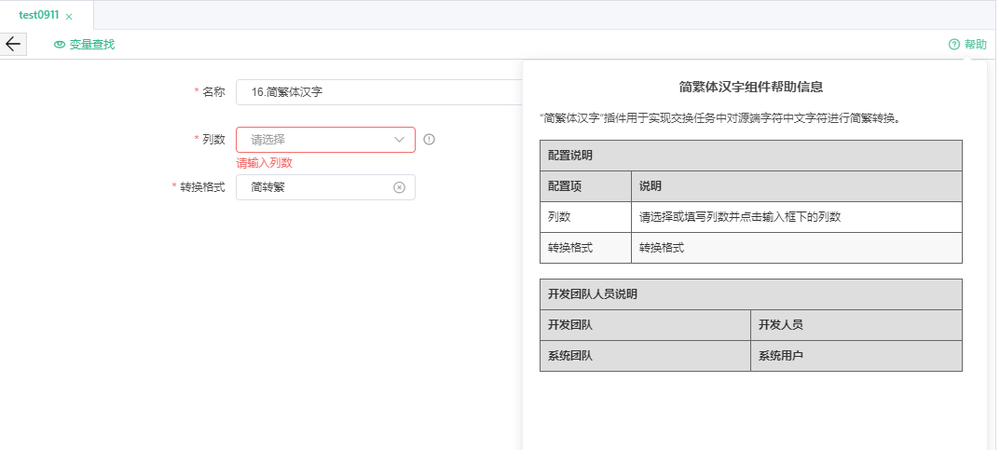 test0911 ×
变量查找
帮助
* 名称 16.简繁体汉字
* 列数 请选择
请输入列数
* 转换格式 简转繁
简繁体汉字组件帮助信息
“简繁体汉字”插件用于实现交换任务中对源端字符中文字符进行简繁转换。
配置说明
配置项 说明
列数 请选择或填写列数并点击输入框下的列数
转换格式 转换格式
开发团队人员说明
开发团队 开发人员
系统团队 系统用户